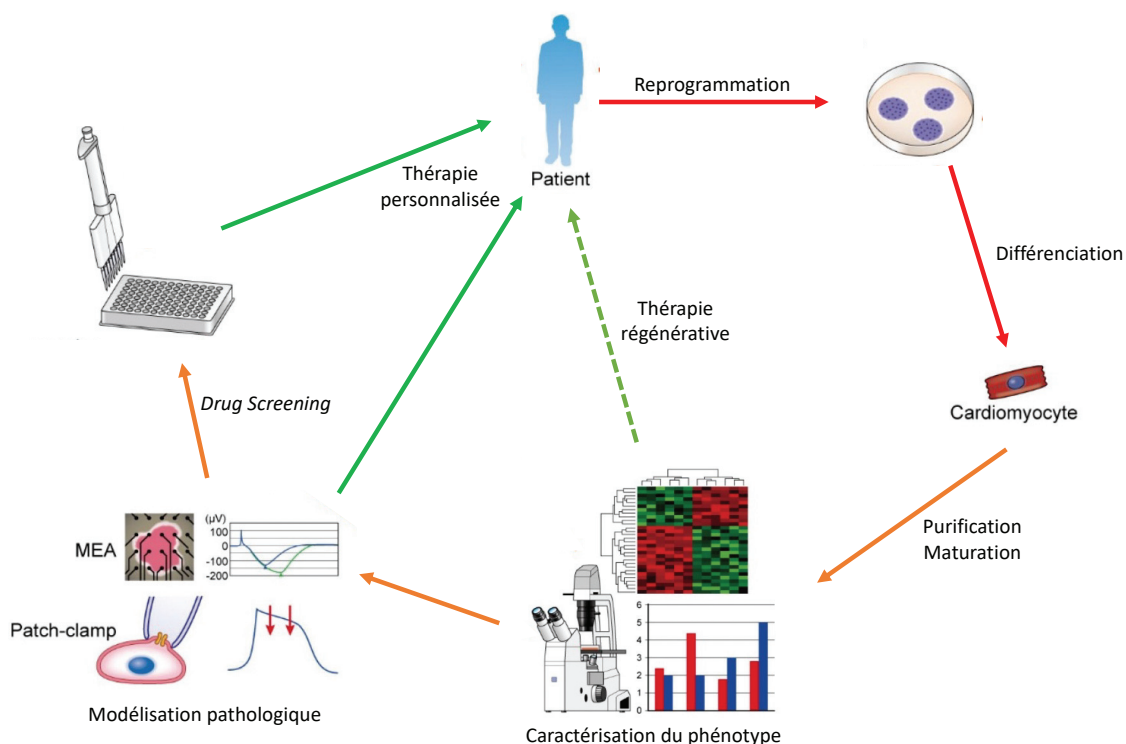 Reprogrammation
Patient
Thérapie
personnalisée
Différenciation
Thérapie
régénérative
Cardiomyocyte
Drug Screening
Purification
Maturation
MEA
(µV)
100
0
-100
-200
Patch-clamp
6
5
4
3
2
1
0
Modélisation pathologique
Caractérisation du phénotype